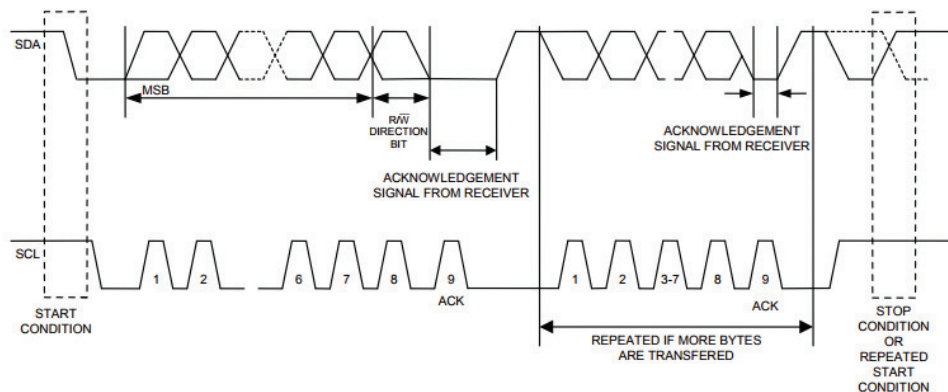 SDA
MSB
R/W̅
DIRECTION
BIT
ACKNOWLEDGEMENT
SIGNAL FROM RECEIVER
ACKNOWLEDGEMENT
SIGNAL FROM RECEIVER
SCL
1 2 6 7 8 9 1 2 3-7 8 9
ACK ACK
START
CONDITION
REPEATED IF MORE BYTES
ARE TRANSFERED
STOP
CONDITION
OR
REPEATED
START
CONDITION